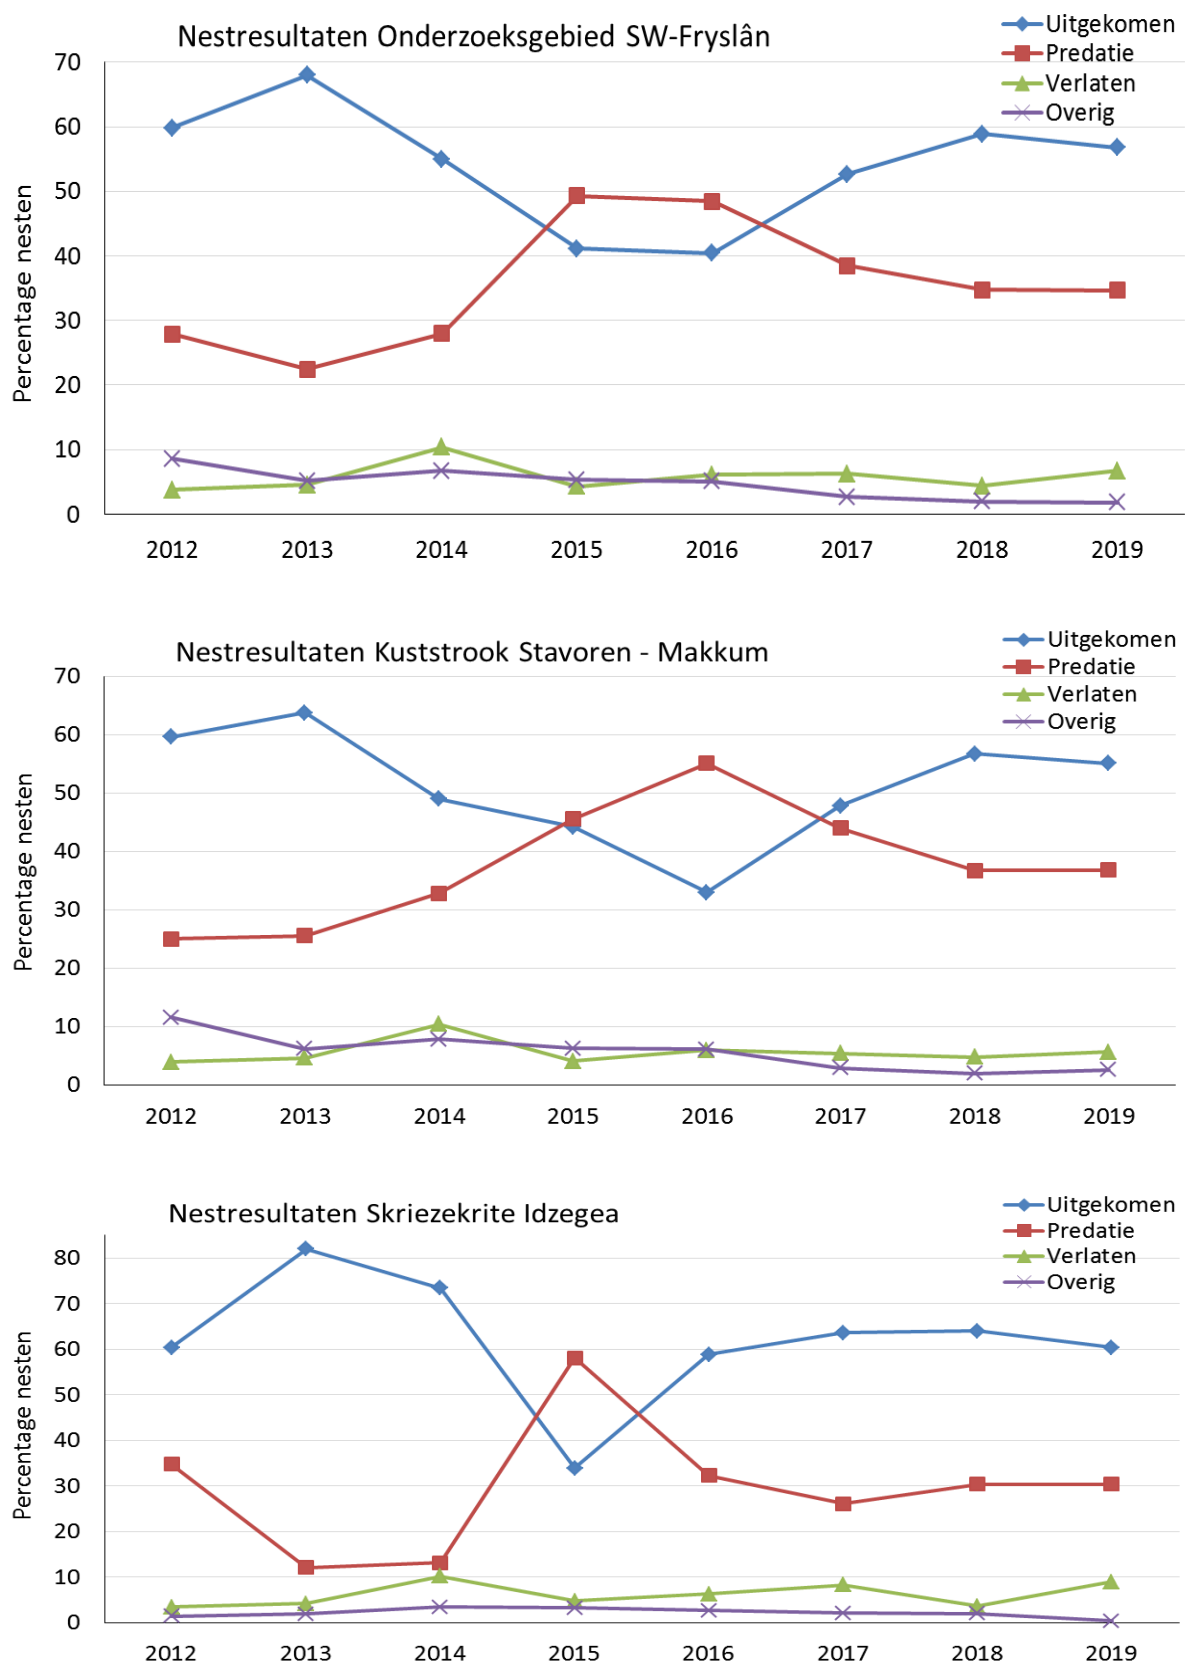 Nestresultaten Onderzoeksgebied SW-Fryslân
Uitgekomen
Predatie
Verlaten
Overig
Percentage nesten
70
60
50
40
30
20
10
0
2012 2013 2014 2015 2016 2017 2018 2019
Nestresultaten Kuststrook Stavoren - Makkum
Uitgekomen
Predatie
Verlaten
Overig
Percentage nesten
70
60
50
40
30
20
10
0
2012 2013 2014 2015 2016 2017 2018 2019
Nestresultaten Skriezekrite Idzegea
Uitgekomen
Predatie
Verlaten
Overig
Percentage nesten
80
70
60
50
40
30
20
10
0
2012 2013 2014 2015 2016 2017 2018 2019